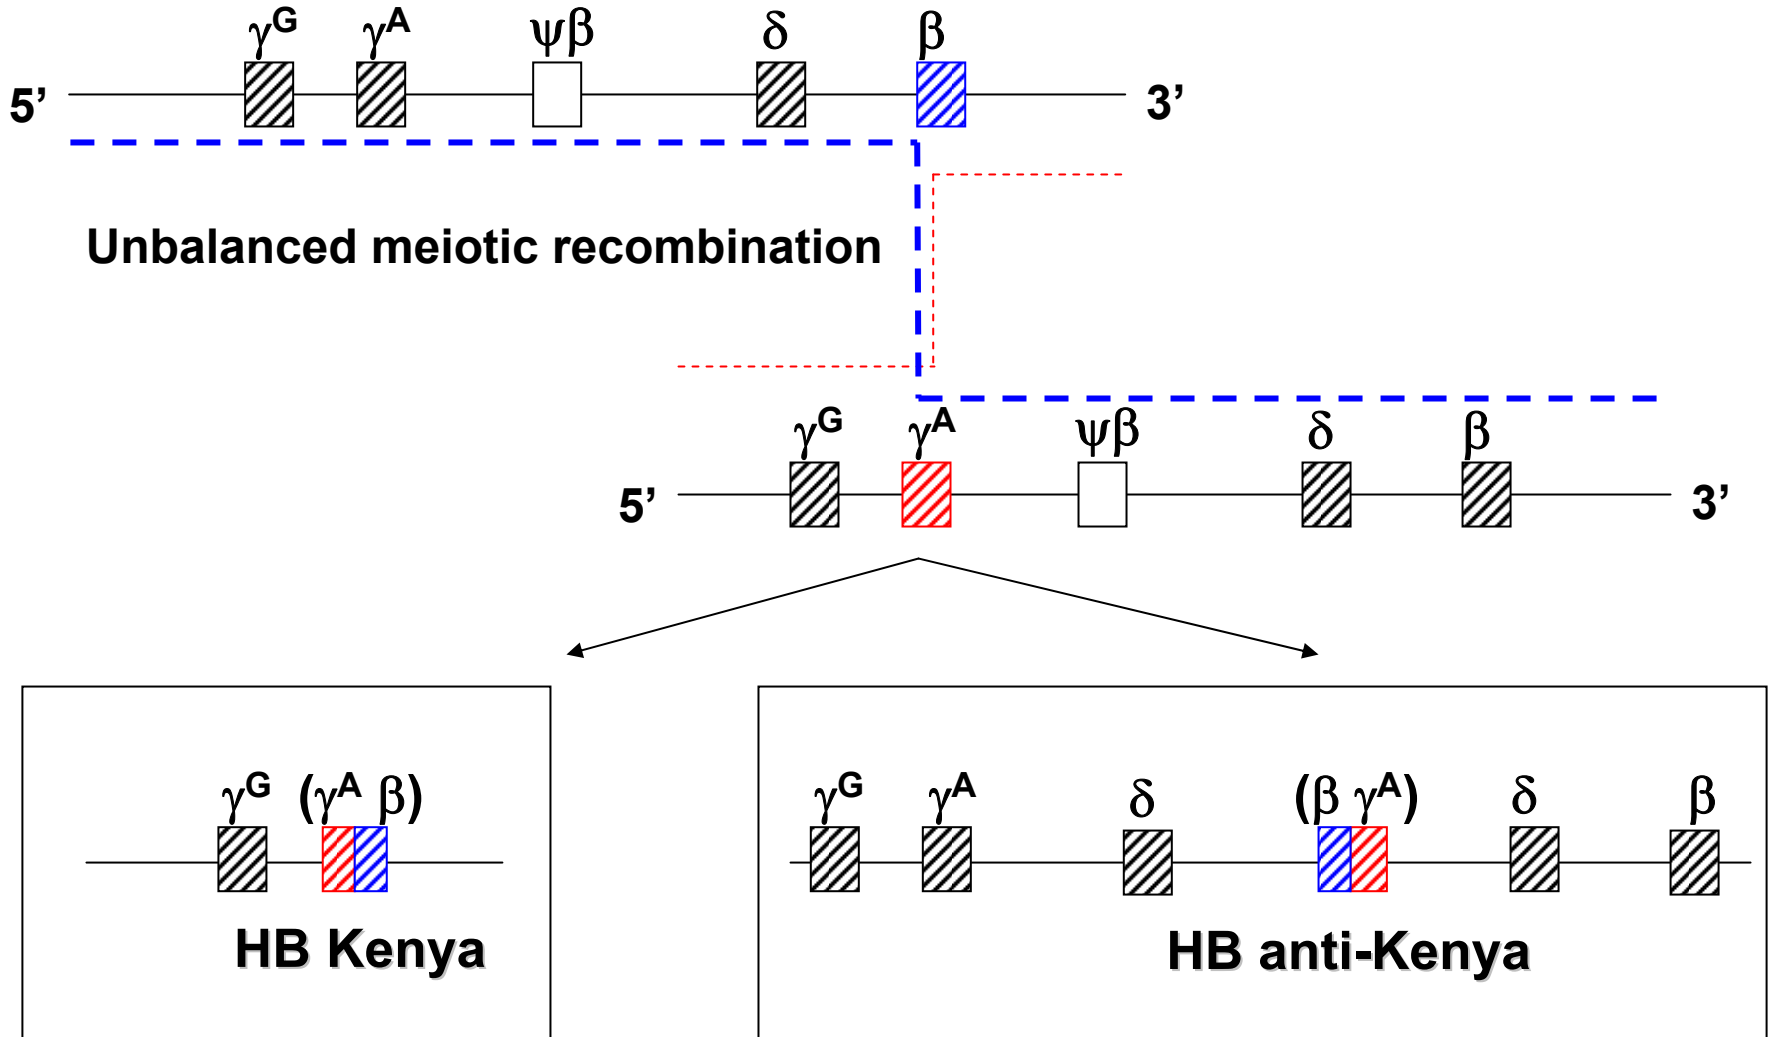 γG γA ψβ δ β
5’ 3’
Unbalanced meiotic recombination
γG γA ψβ δ β
5’ 3’
γG (γA β)
HB Kenya
γG γA δ (β γA) δ β
HB anti-Kenya